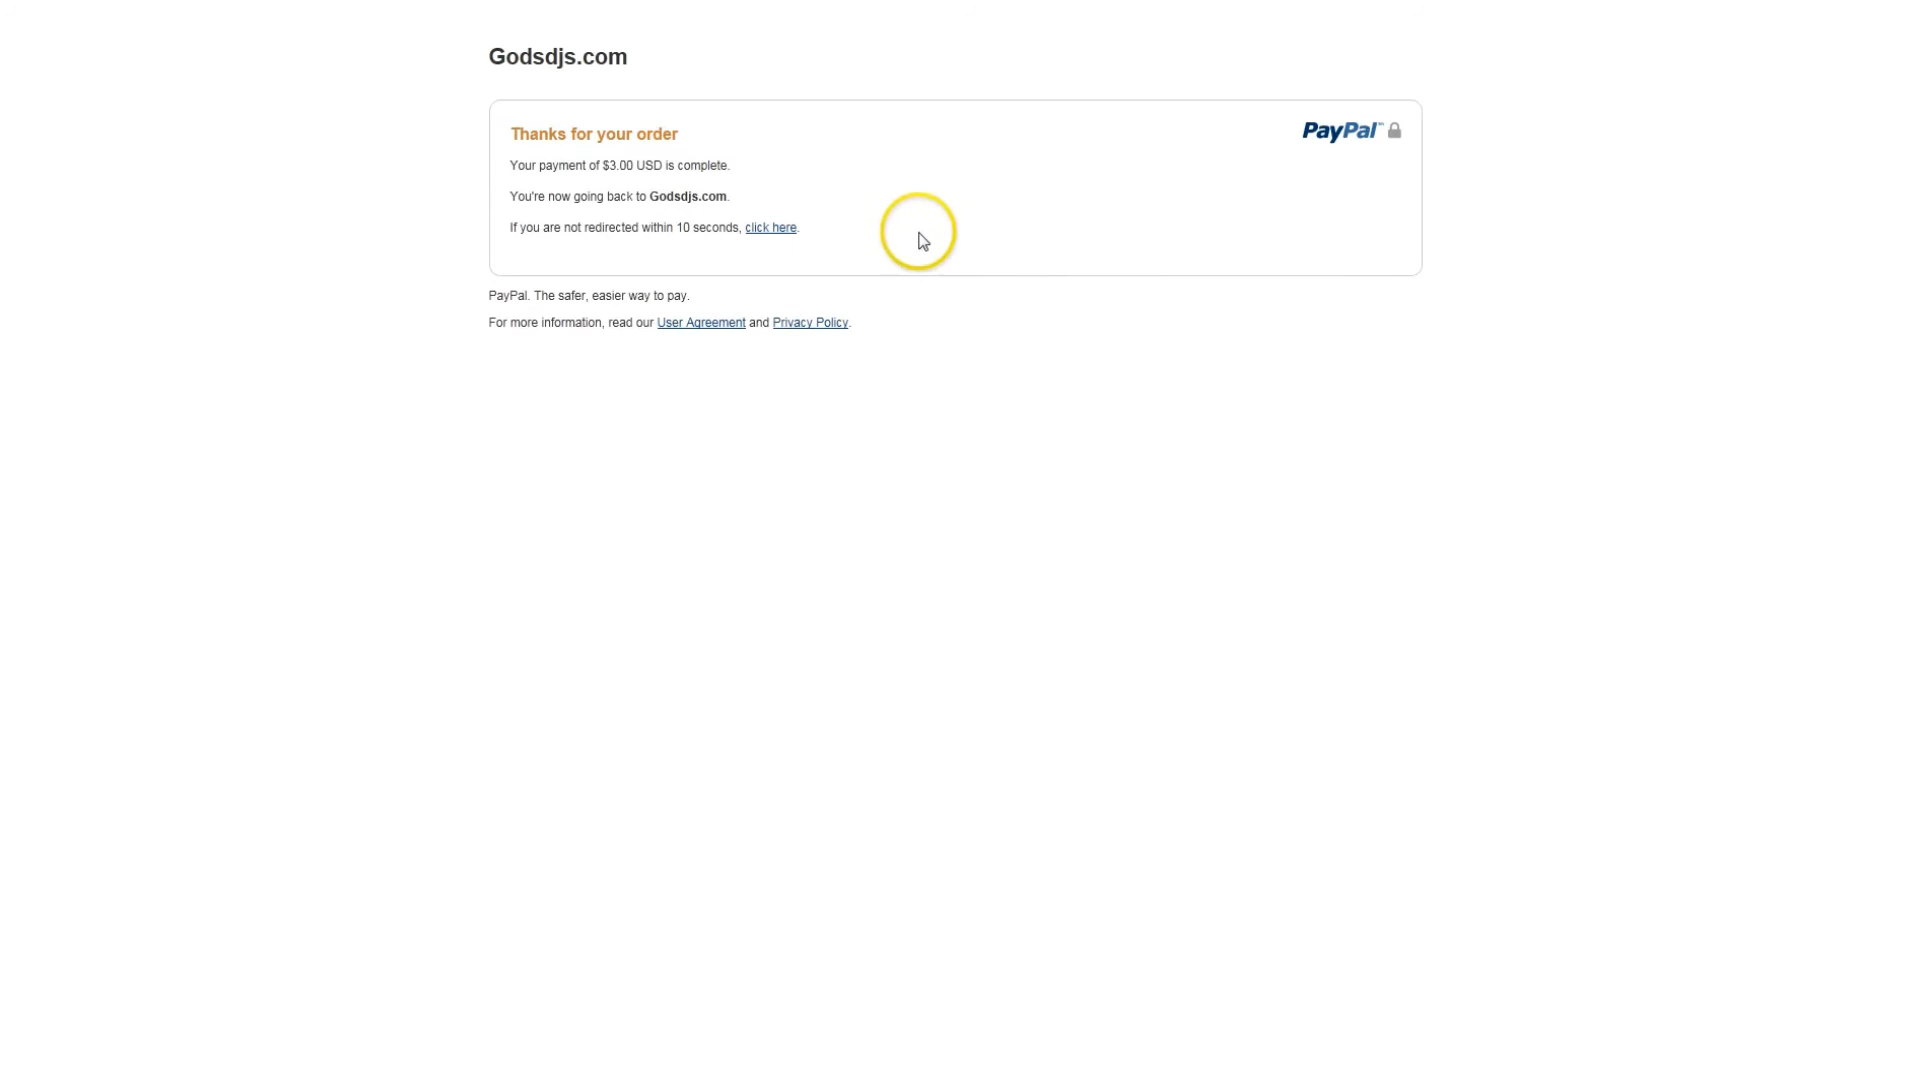 Godsdjs.com
Thanks for your order
PayPal™
Your payment of $3.00 USD is complete.
You're now going back to Godsdjs.com.
If you are not redirected within 10 seconds, click here.
PayPal. The safer, easier way to pay.
For more information, read our User Agreement and Privacy Policy.